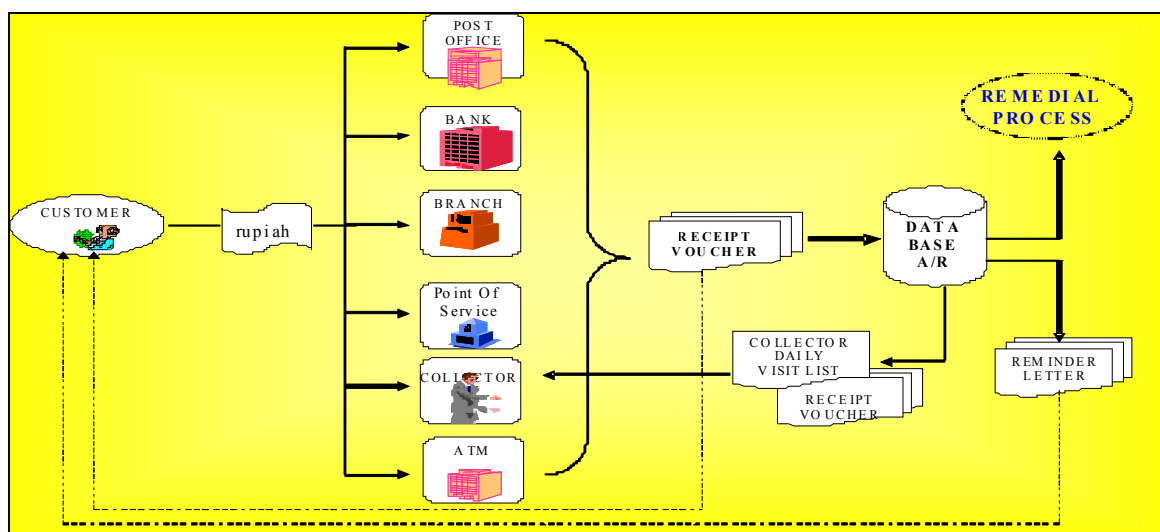 POST
OFFICE
BANK
BRANCH
Point Of
Service
COLLECTOR
ATM
CUSTOMER
rupiah
RECEIPT
VOUCHER
DATA
BASE
A/R
REMEDIAL
PROCESS
COLLECTOR
DAILY
VISIT LIST
RECEIPT
VOUCHER
REMINDER
LETTER